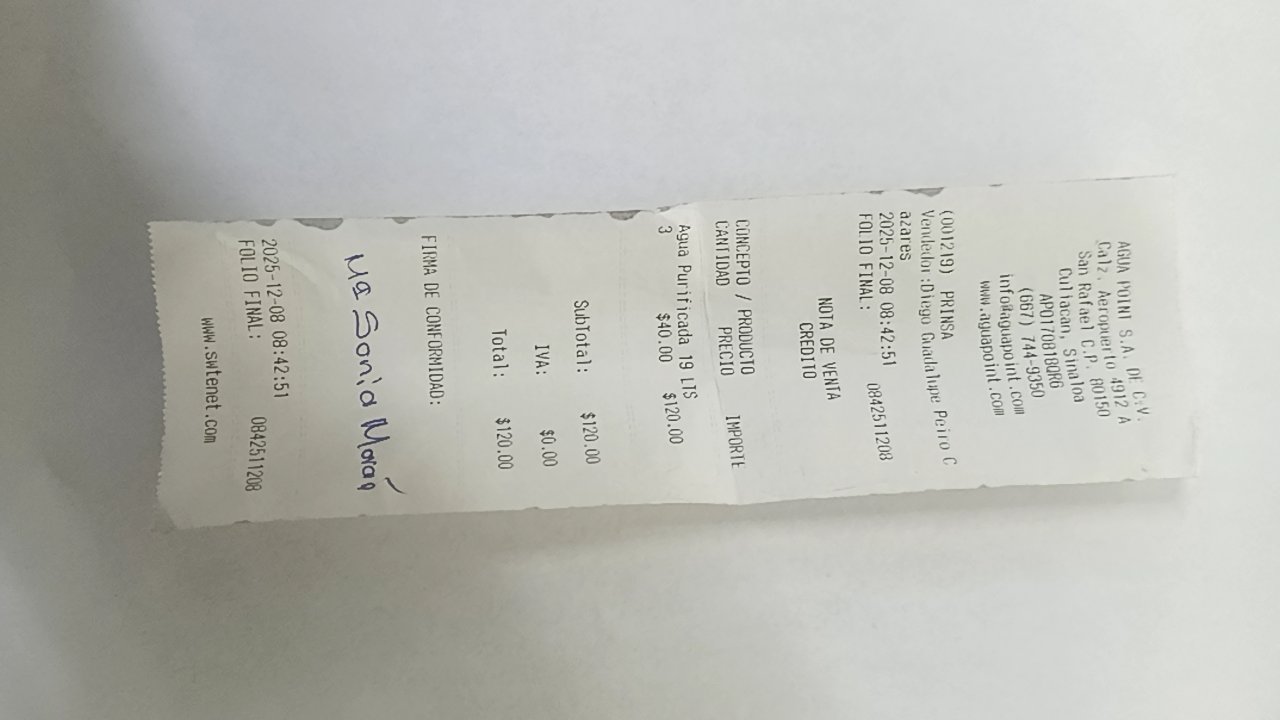 AGUA POINT S.A. DE C.V.
Calz. Aeropuerto 4912 A
San Rafael C.P. 80150
Culiacan, Sinaloa
APO170818QR6
(667) 744-9350
info@aguapoint.com
www.aguapoint.com
(001219) PRINSA
Vendedor:Diego Guadalupe Peiro C
azares
2025-12-08 08:42:51
FOLIO FINAL: 0842511208
NOTA DE VENTA
CREDITO
CONCEPTO / PRODUCTO
CANTIDAD PRECIO IMPORTE
Agua Purificada 19 LTS
3 $40.00 $120.00
SubTotal: $120.00
IVA: $0.00
Total: $120.00
FIRMA DE CONFORMIDAD:
Ma Sonia Morán
2025-12-08 08:42:51
FOLIO FINAL: 0842511208
www.swtenet.com